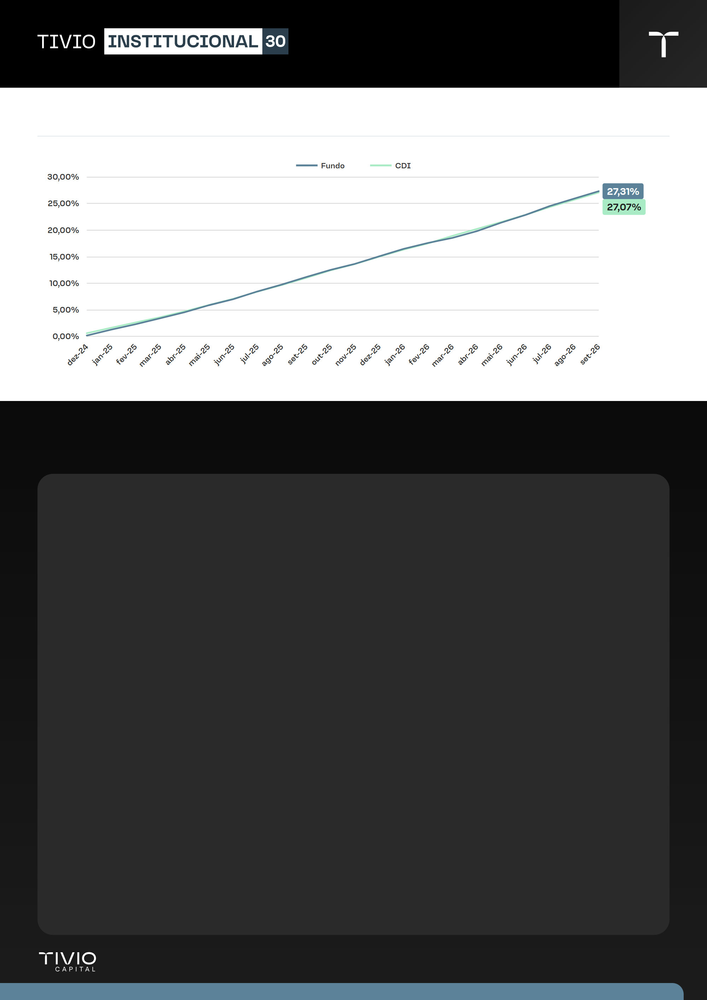 TIVIO INSTITUCIONAL 30
Fundo CDI
30,00%
27,31%
25,00%
27,07%
20,00%
15,00%
10,00%
5,00%
0,00%
dez-24 jan-25 fev-25 mar-25 abr-25 mai-25 jun-25 jul-25 ago-25 set-25 out-25 nov-25 dez-25 jan-26 fev-26 mar-26 abr-26 mai-26 jun-26 jul-26 ago-26 set-26
TIVIO
CAPITAL